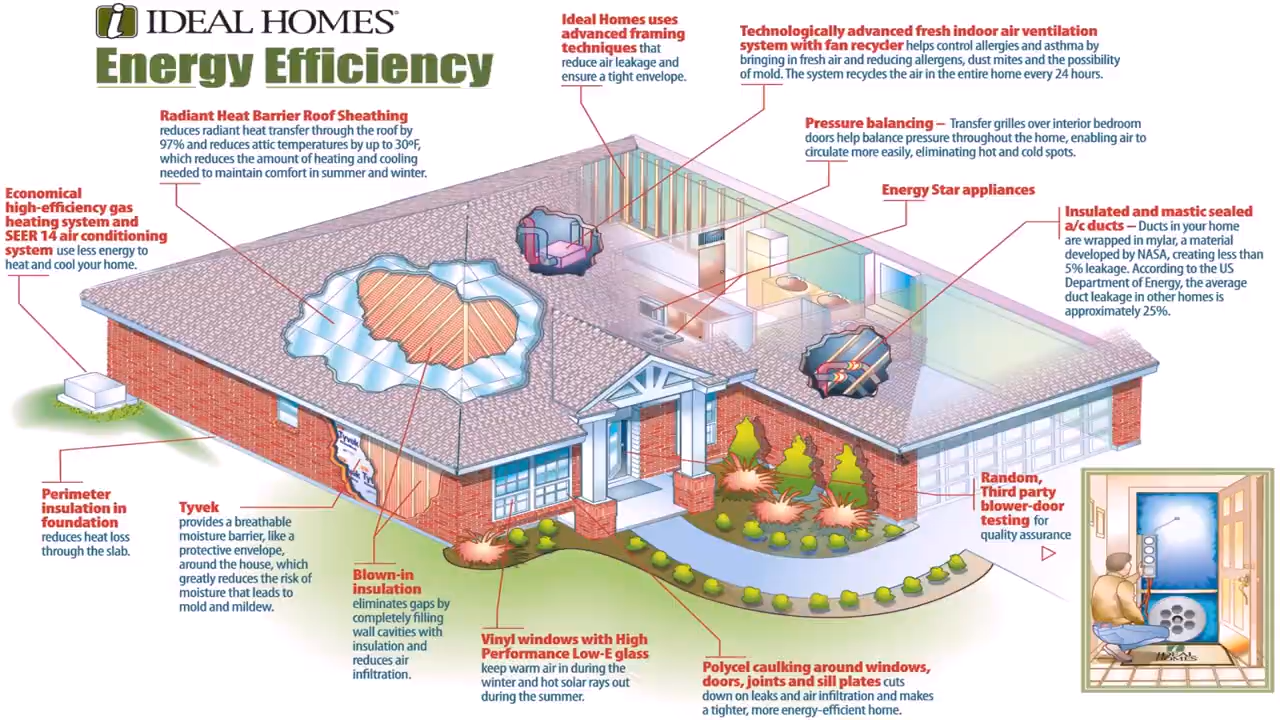 i IDEAL HOMES®
Energy Efficiency
Ideal Homes uses
advanced framing
techniques that
reduce air leakage and
ensure a tight envelope.
Technologically advanced fresh indoor air ventilation
system with fan recycler helps control allergies and asthma by
bringing in fresh air and reducing allergens, dust mites and the possibility
of mold. The system recycles the air in the entire home every 24 hours.
Radiant Heat Barrier Roof Sheathing
reduces radiant heat transfer through the roof by
97% and reduces attic temperatures by up to 30ºF,
which reduces the amount of heating and cooling
needed to maintain comfort in summer and winter.
Pressure balancing – Transfer grilles over interior bedroom
doors help balance pressure throughout the home, enabling air to
circulate more easily, eliminating hot and cold spots.
Energy Star appliances
Economical
high-efficiency gas
heating system and
SEER 14 air conditioning
system use less energy to
heat and cool your home.
Insulated and mastic sealed
a/c ducts – Ducts in your home
are wrapped in mylar, a material
developed by NASA, creating less than
5% leakage. According to the US
Department of Energy, the average
duct leakage in other homes is
approximately 25%.
Tyvek
Perimeter
insulation in
foundation
reduces heat loss
through the slab.
Tyvek
provides a breathable
moisture barrier, like a
protective envelope,
around the house, which
greatly reduces the risk of
moisture that leads to
mold and mildew.
Blown-in
insulation
eliminates gaps by
completely filling
wall cavities with
insulation and
reduces air
infiltration.
Vinyl windows with High
Performance Low-E glass
keep warm air in during the
winter and hot solar rays out
during the summer.
Polycel caulking around windows,
doors, joints and sill plates cuts
down on leaks and air infiltration and makes
a tighter, more energy-efficient home.
Random,
Third party
blower-door
testing for
quality assurance
IDEAL
HOMES